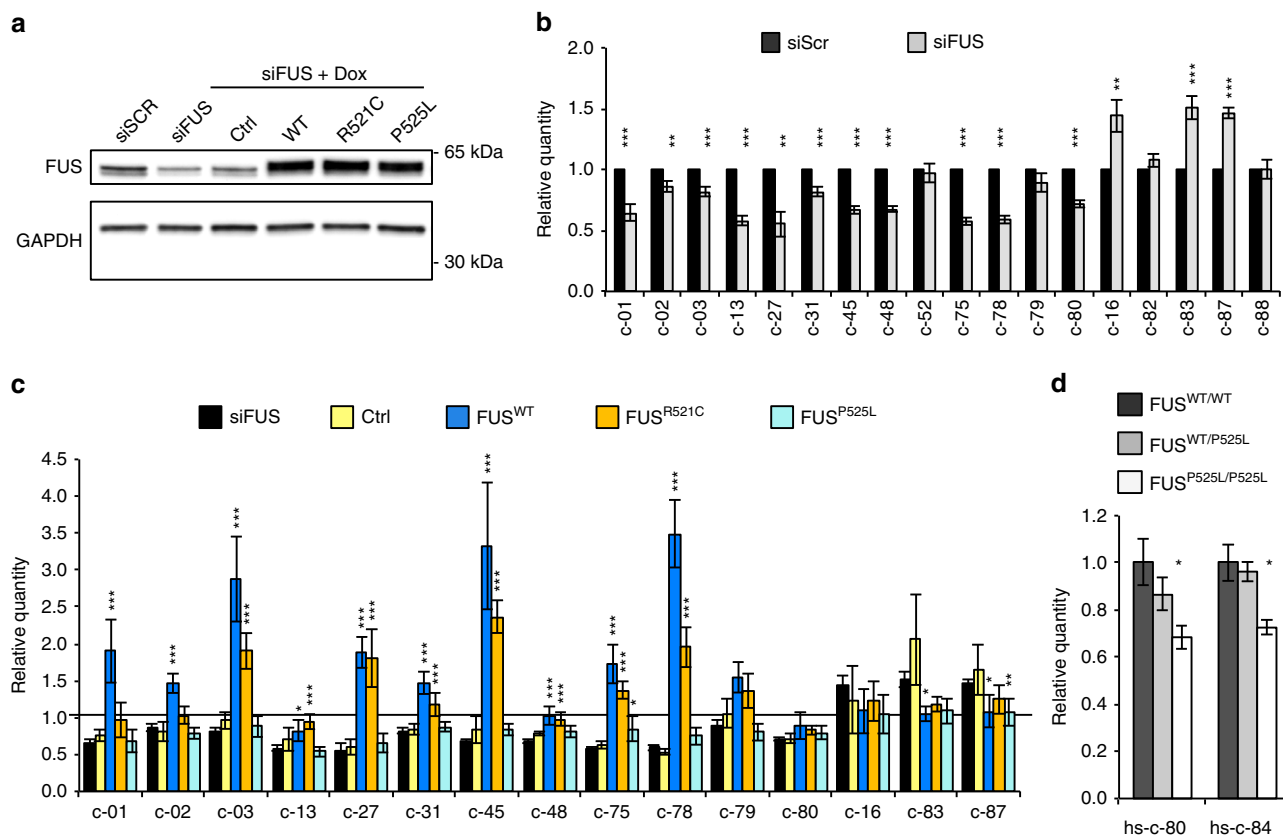 a
siFUS + Dox
siSCR siFUS Ctrl WT R521C P525L
FUS
- 65 kDa
GAPDH
- 30 kDa
b
siScr siFUS
Relative quantity
2.0
1.5
1.0
0.5
0.0
*** ** *** *** ** *** *** *** *** *** *** ** *** ***
c-01 c-02 c-03 c-13 c-27 c-31 c-45 c-48 c-52 c-75 c-78 c-79 c-80 c-16 c-82 c-83 c-87 c-88
c
siFUS Ctrl FUS^WT FUS^R521C FUS^P525L
Relative quantity
4.5
4.0
3.5
3.0
2.5
2.0
1.5
1.0
0.5
0.0
*** *** *** *** * *** *** *** *** *** *** *** *** *** *** *** * *** *** * * **
c-01 c-02 c-03 c-13 c-27 c-31 c-45 c-48 c-75 c-78 c-79 c-80 c-16 c-83 c-87
d
FUS^WT/WT
FUS^WT/P525L
FUS^P525L/P525L
Relative quantity
1.2
1.0
0.8
0.6
0.4
0.2
0.0
* *
hs-c-80 hs-c-84